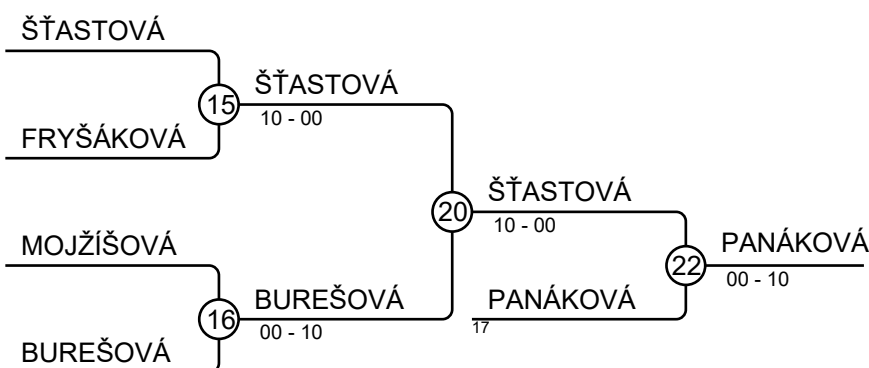 ŠŤASTOVÁ
15
ŠŤASTOVÁ
10 - 00
FRYŠÁKOVÁ
20
ŠŤASTOVÁ
10 - 00
MOJŽÍŠOVÁ
22
PANÁKOVÁ
00 - 10
16
BUREŠOVÁ
00 - 10
PANÁKOVÁ
17
BUREŠOVÁ